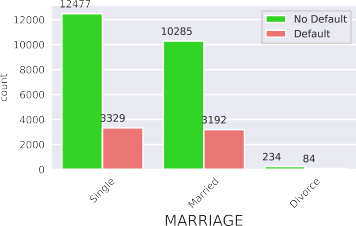 12477
No Default
Default
12000
10285
10000
8000
count
6000
4000
3329
3192
2000
234
84
0
Single
Married
Divorce
MARRIAGE